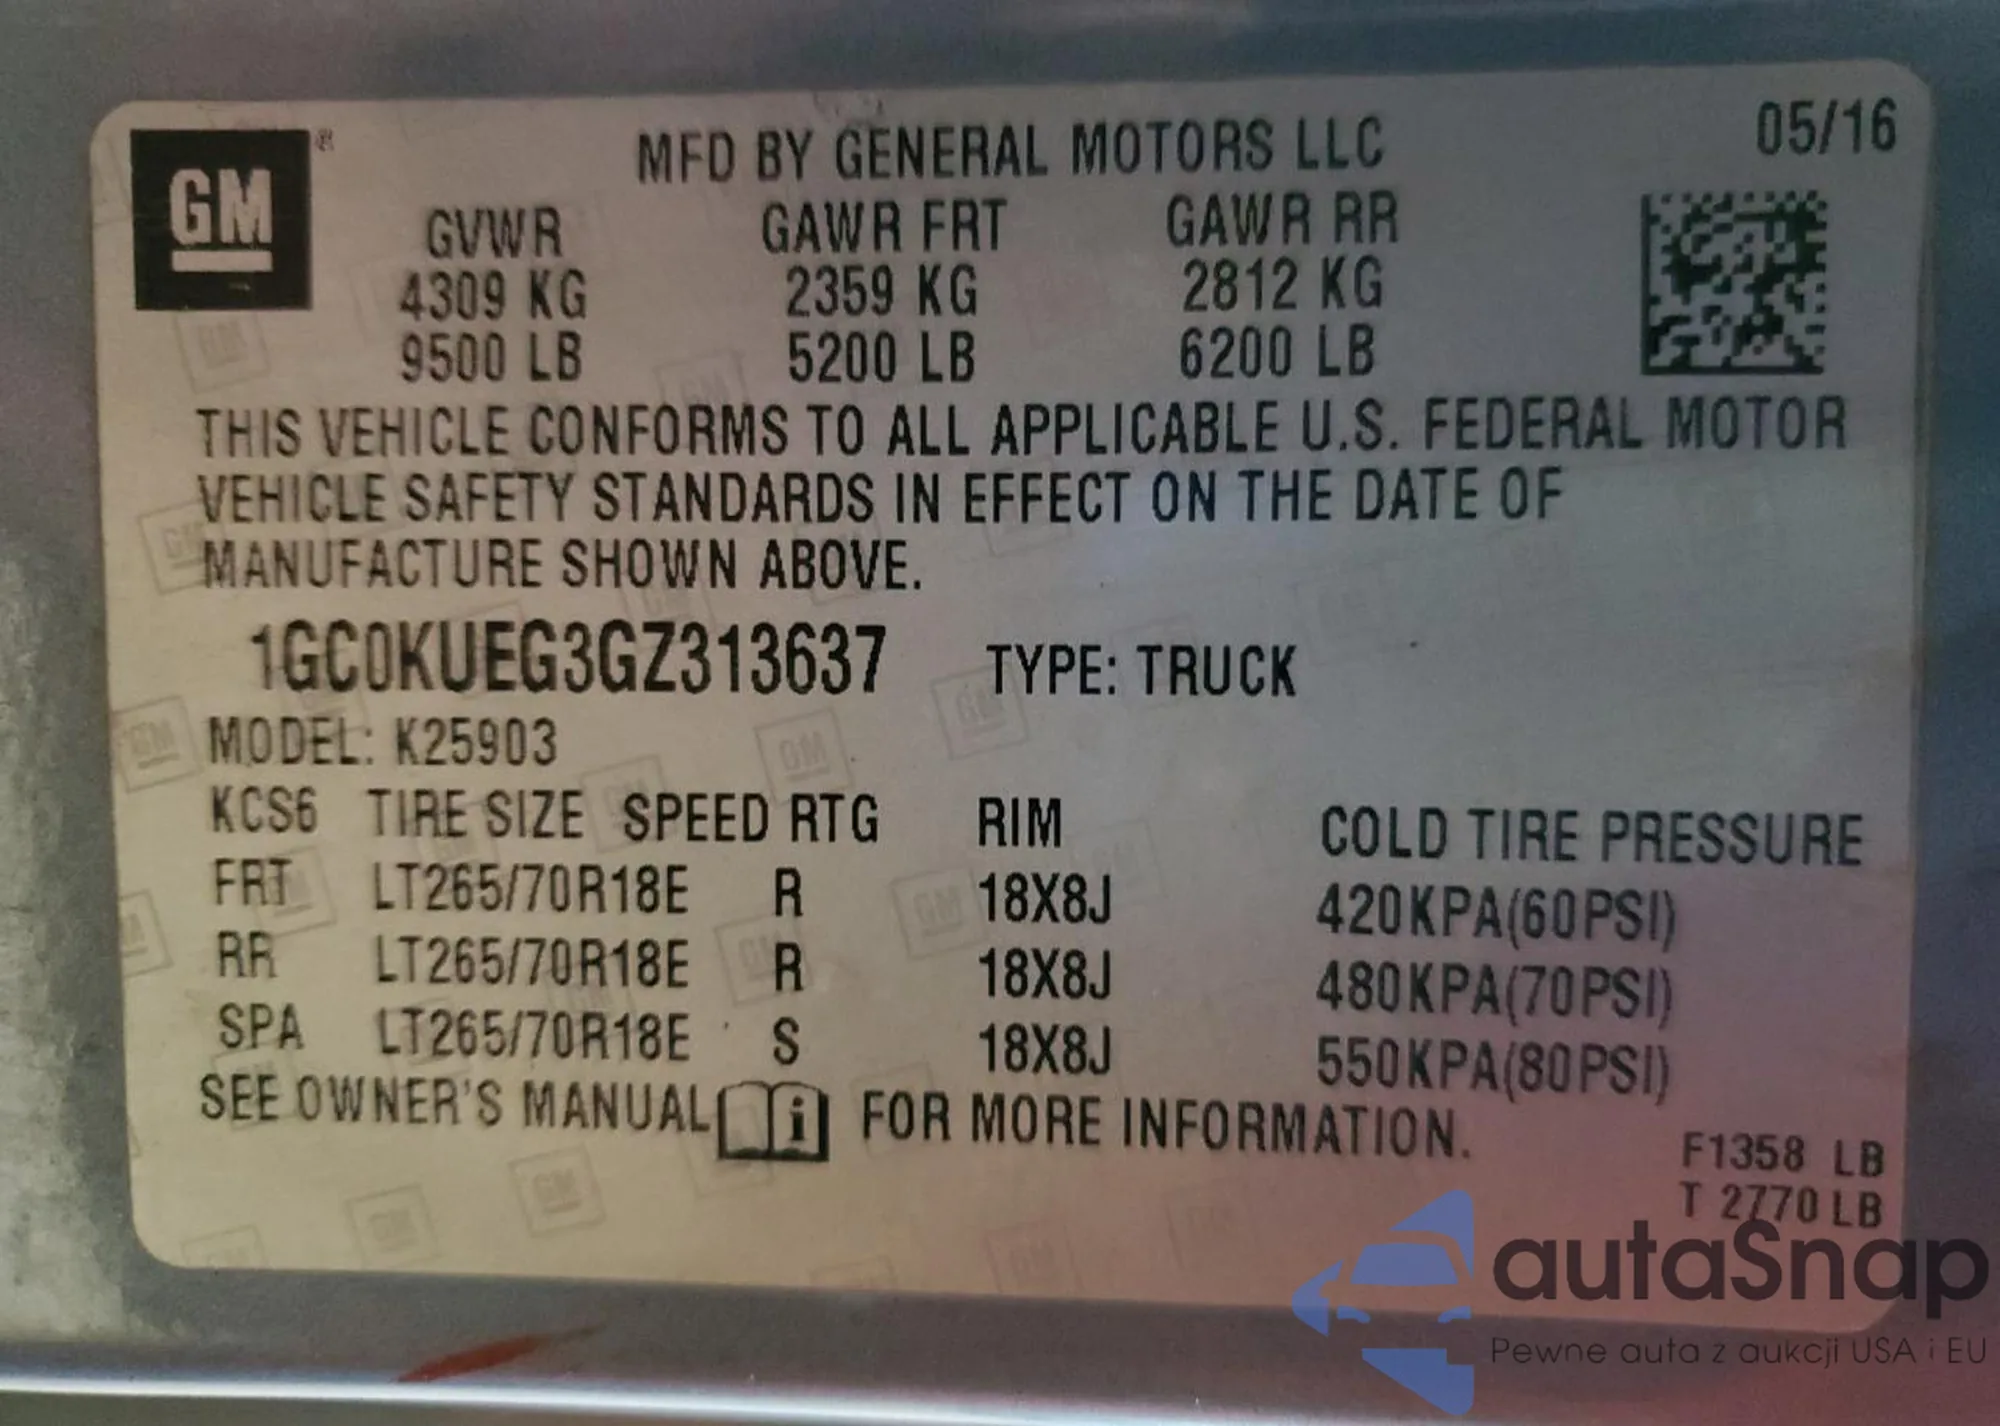 05/16
GM®
MFD BY GENERAL MOTORS LLC
GVWR GAWR FRT GAWR RR
4309 KG 2359 KG 2812 KG
9500 LB 5200 LB 6200 LB
THIS VEHICLE CONFORMS TO ALL APPLICABLE U.S. FEDERAL MOTOR
VEHICLE SAFETY STANDARDS IN EFFECT ON THE DATE OF
MANUFACTURE SHOWN ABOVE.
1GC0KUEG3GZ313637 TYPE: TRUCK
MODEL: K25903
KCS6 TIRE SIZE SPEED RTG RIM COLD TIRE PRESSURE
FRT LT265/70R18E R 18X8J 420KPA(60PSI)
RR LT265/70R18E R 18X8J 480KPA(70PSI)
SPA LT265/70R18E S 18X8J 550KPA(80PSI)
SEE OWNER'S MANUAL i FOR MORE INFORMATION.
F1358 LB
T 2770 LB
autaSnap
Pewne auta z aukcji USA i EU